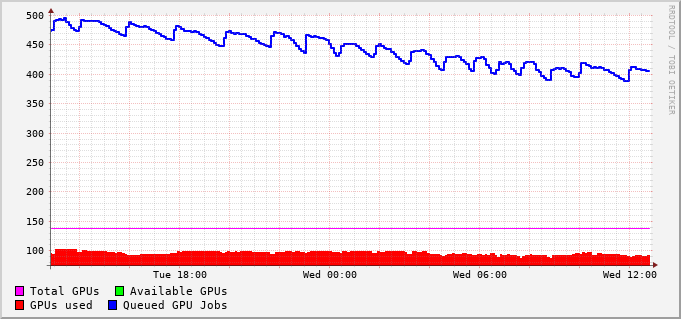 500
450
400
350
300
250
200
150
100
Tue 18:00 Wed 00:00 Wed 06:00 Wed 12:00
Total GPUs Available GPUs
GPUs used Queued GPU Jobs
RRDTOOL / TOBI OETIKER